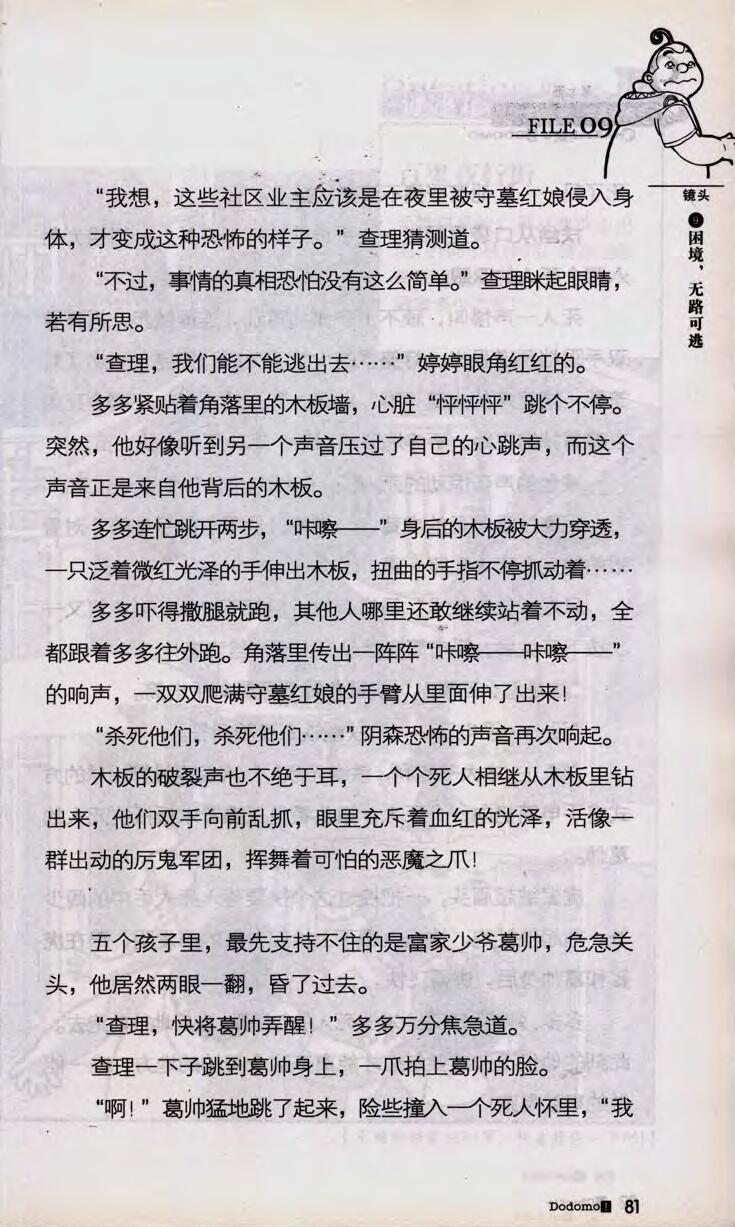 FILE 09
镜头
❾困境，无路可逃
“我想，这些社区业主应该是在夜里被守墓红娘侵入身
体，才变成这种恐怖的样子。”查理猜测道。
“不过，事情的真相恐怕没有这么简单。”查理眯起眼睛，
若有所思。
“查理，我们能不能逃出去……”婷婷眼角红红的。
多多紧贴着角落里的木板墙，心脏“怦怦怦”跳个不停。
突然，他好像听到另一个声音压过了自己的心跳声，而这个
声音正是来自他背后的木板。
多多连忙跳开两步，“咔嚓——”身后的木板被大力穿透，
一只泛着微红光泽的手伸出木板，扭曲的手指不停抓动着……
多多吓得撒腿就跑，其他人哪里还敢继续站着不动，全
都跟着多多往外跑。角落里传出一阵阵“咔嚓——咔嚓——”
的响声，一双双爬满守墓红娘的手臂从里面伸了出来！
“杀死他们，杀死他们……”阴森恐怖的声音再次响起。
木板的破裂声也不绝于耳，一个个死人相继从木板里钻
出来，他们双手向前乱抓，眼里充斥着血红的光泽，活像一
群出动的厉鬼军团，挥舞着可怕的恶魔之爪！
五个孩子里，最先支持不住的是富家少爷葛帅，危急关
头，他居然两眼一翻，昏了过去。
“查理，快将葛帅弄醒！”多多万分焦急道。
查理一下子跳到葛帅身上，一爪拍上葛帅的脸。
“啊！”葛帅猛地跳了起来，险些撞入一个死人怀里，“我
Dodomo! 81